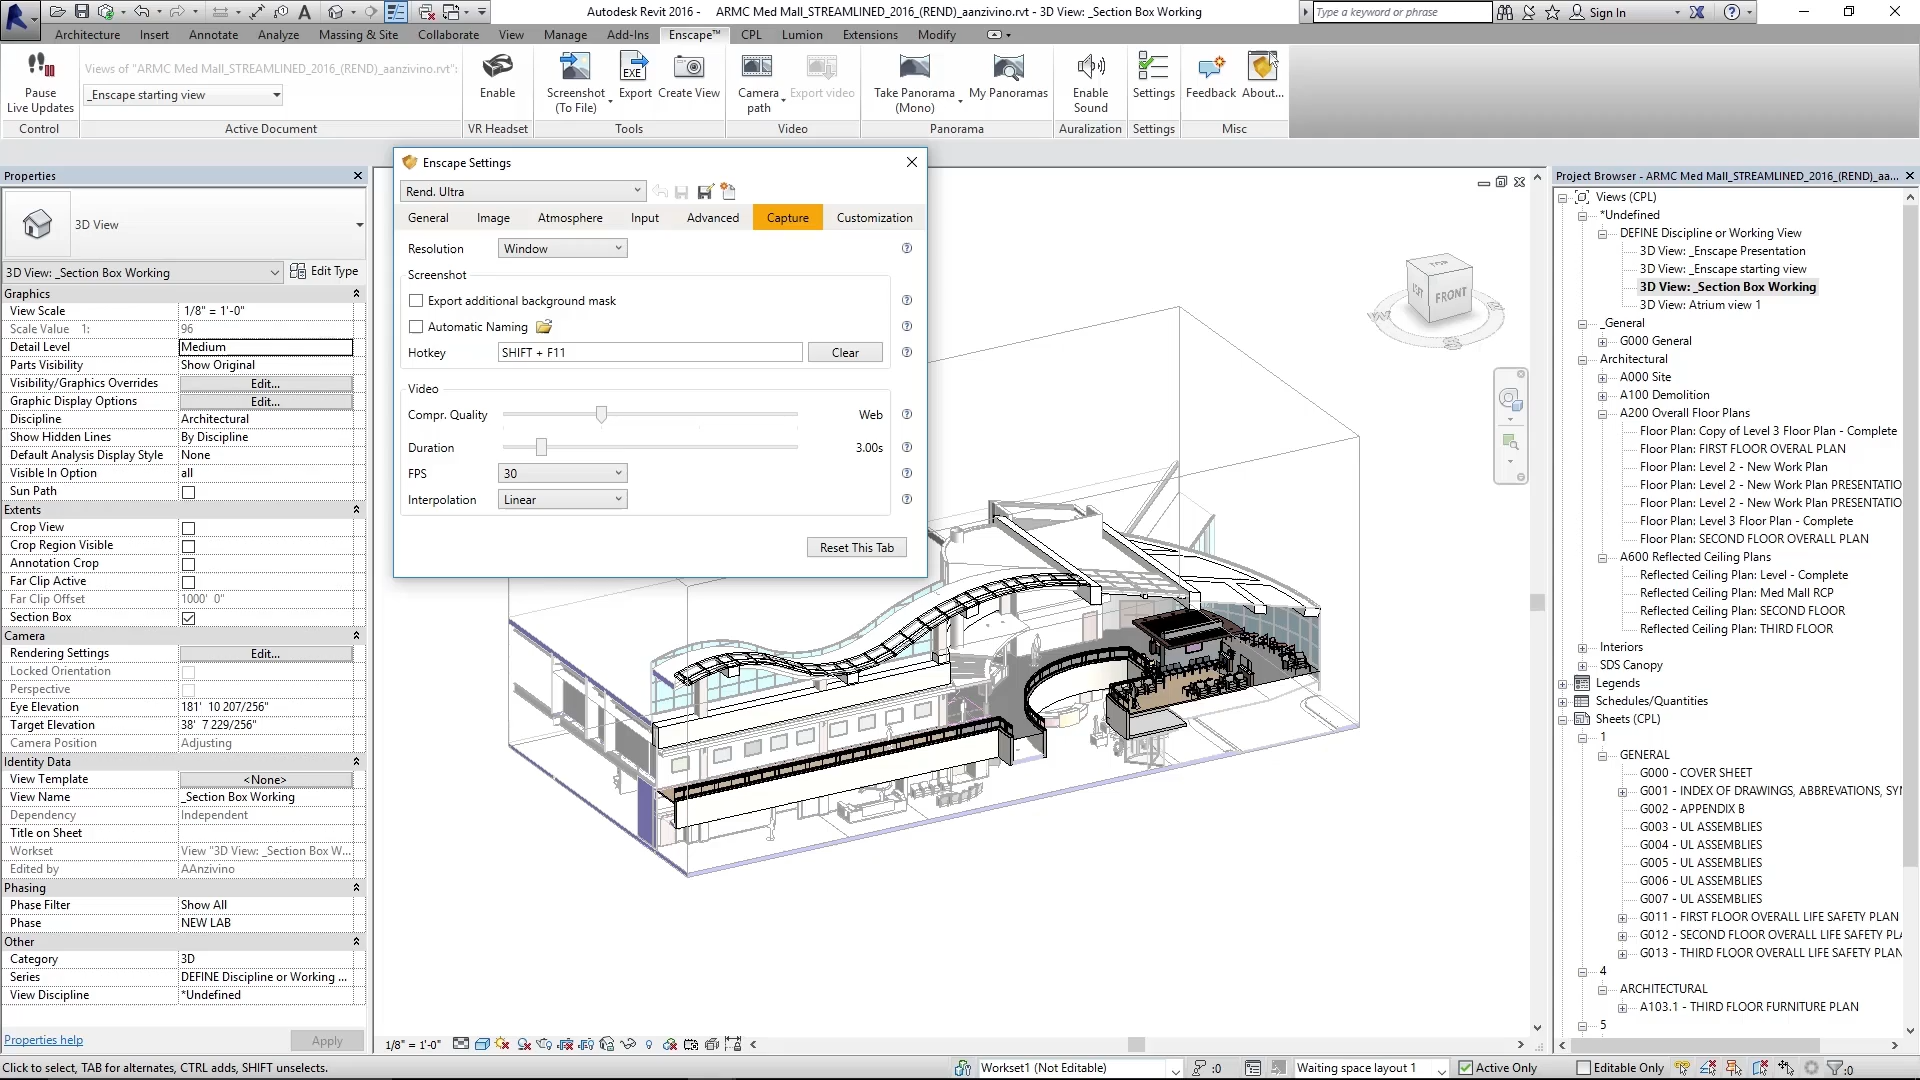 Autodesk Revit 2016 - ARMC Med Mall_STREAMLINED_2016_(REND)_aanzivino.rvt - 3D View: _Section Box Working
Type a keyword or phrase
Sign In
Architecture Insert Annotate Analyze Massing & Site Collaborate View Manage Add-Ins Enscape™ CPL Lumion Extensions Modify
Pause
Live Updates
Control
Views of "ARMC Med Mall_STREAMLINED_2016_(REND)_aanzivino.rvt":
_Enscape starting view
Active Document
Enable
VR Headset
Screenshot
(To File)
EXE
Export
Create View
Tools
Camera
path
Export video
Video
Take Panorama
(Mono)
My Panoramas
Panorama
Enable
Sound
Auralization
Settings
Settings
Feedback
About...
Misc
Properties
3D View
3D View: _Section Box Working
Edit Type
Graphics
View Scale 1/8" = 1'-0"
Scale Value 1: 96
Detail Level Medium
Parts Visibility Show Original
Visibility/Graphics Overrides Edit...
Graphic Display Options Edit...
Discipline Architectural
Show Hidden Lines By Discipline
Default Analysis Display Style None
Visible In Option all
Sun Path
Extents
Crop View
Crop Region Visible
Annotation Crop
Far Clip Active
Far Clip Offset 1000' 0"
Section Box
Camera
Rendering Settings Edit...
Locked Orientation
Perspective
Eye Elevation 181' 10 207/256"
Target Elevation 38' 7 229/256"
Camera Position Adjusting
Identity Data
View Template <None>
View Name _Section Box Working
Dependency Independent
Title on Sheet
Workset View "3D View: _Section Box W...
Edited by AAnzivino
Phasing
Phase Filter Show All
Phase NEW LAB
Other
Category 3D
Series DEFINE Discipline or Working ...
View Discipline *Undefined
Properties help
Apply
Enscape Settings
Rend. Ultra
General Image Atmosphere Input Advanced Capture Customization
Resolution Window
Screenshot
Export additional background mask
Automatic Naming
Hotkey SHIFT + F11 Clear
Video
Compr. Quality Web
Duration 3.00s
FPS 30
Interpolation Linear
Reset This Tab
TOP
FRONT
Project Browser - ARMC Med Mall_STREAMLINED_2016_(REND)_aa...
Views (CPL)
*Undefined
DEFINE Discipline or Working View
3D View: _Enscape Presentation
3D View: _Enscape starting view
3D View: _Section Box Working
3D View: Atrium view 1
_General
G000 General
Architectural
A000 Site
A100 Demolition
A200 Overall Floor Plans
Floor Plan: Copy of Level 3 Floor Plan - Complete
Floor Plan: FIRST FLOOR OVERAL PLAN
Floor Plan: Level 2 - New Work Plan
Floor Plan: Level 2 - New Work Plan PRESENTATIO
Floor Plan: Level 2 - New Work Plan PRESENTATIO
Floor Plan: Level 3 Floor Plan - Complete
Floor Plan: SECOND FLOOR OVERALL PLAN
A600 Reflected Ceiling Plans
Reflected Ceiling Plan: Level - Complete
Reflected Ceiling Plan: Med Mall RCP
Reflected Ceiling Plan: SECOND FLOOR
Reflected Ceiling Plan: THIRD FLOOR
Interiors
SDS Canopy
Legends
Schedules/Quantities
Sheets (CPL)
1
GENERAL
G000 - COVER SHEET
G001 - INDEX OF DRAWINGS, ABBREVATIONS, SYM
G002 - APPENDIX B
G003 - UL ASSEMBLIES
G004 - UL ASSEMBLIES
G005 - UL ASSEMBLIES
G006 - UL ASSEMBLIES
G007 - UL ASSEMBLIES
G011 - FIRST FLOOR OVERALL LIFE SAFETY PLAN
G012 - SECOND FLOOR OVERALL LIFE SAFETY PLA
G013 - THIRD FLOOR OVERALL LIFE SAFETY PLAN
4
ARCHITECTURAL
A103.1 - THIRD FLOOR FURNITURE PLAN
5
1/8" = 1'-0"
Click to select, TAB for alternates, CTRL adds, SHIFT unselects.
Workset1 (Not Editable)
:0
Waiting space layout 1
Active Only
Editable Only
:0